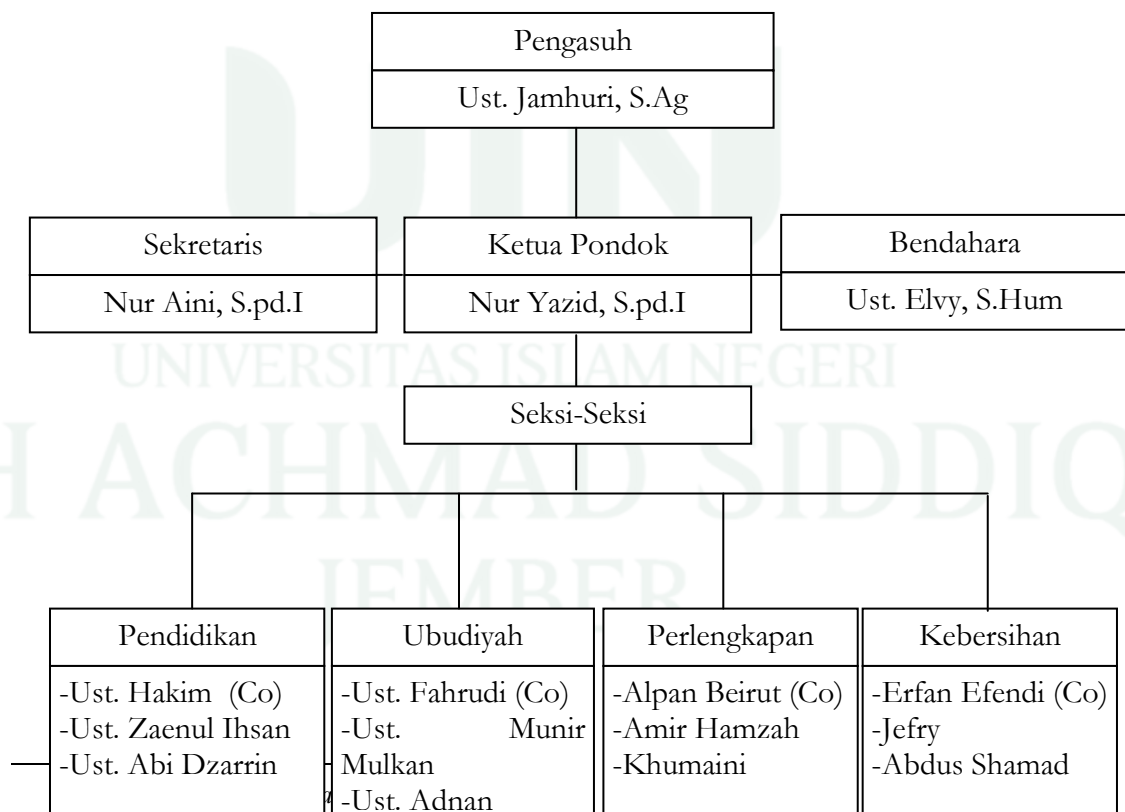 Pengasuh
Ust. Jamhuri, S.Ag
Sekretaris
Nur Aini, S.pd.I
Ketua Pondok
Nur Yazid, S.pd.I
Bendahara
Ust. Elvy, S.Hum
UNIVERSITAS ISLAM NEGERI
Seksi-Seksi
H ACHMAD SIDDIQ
JEMBER
Pendidikan
-Ust. Hakim (Co)
-Ust. Zaenul Ihsan
-Ust. Abi Dzarrin
Ubudiyah
-Ust. Fahrudi (Co)
-Ust. Munir
Mulkan
-Ust. Adnan
Perlengkapan
-Alpan Beirut (Co)
-Amir Hamzah
-Khumaini
Kebersihan
-Erfan Efendi (Co)
-Jefry
-Abdus Shamad